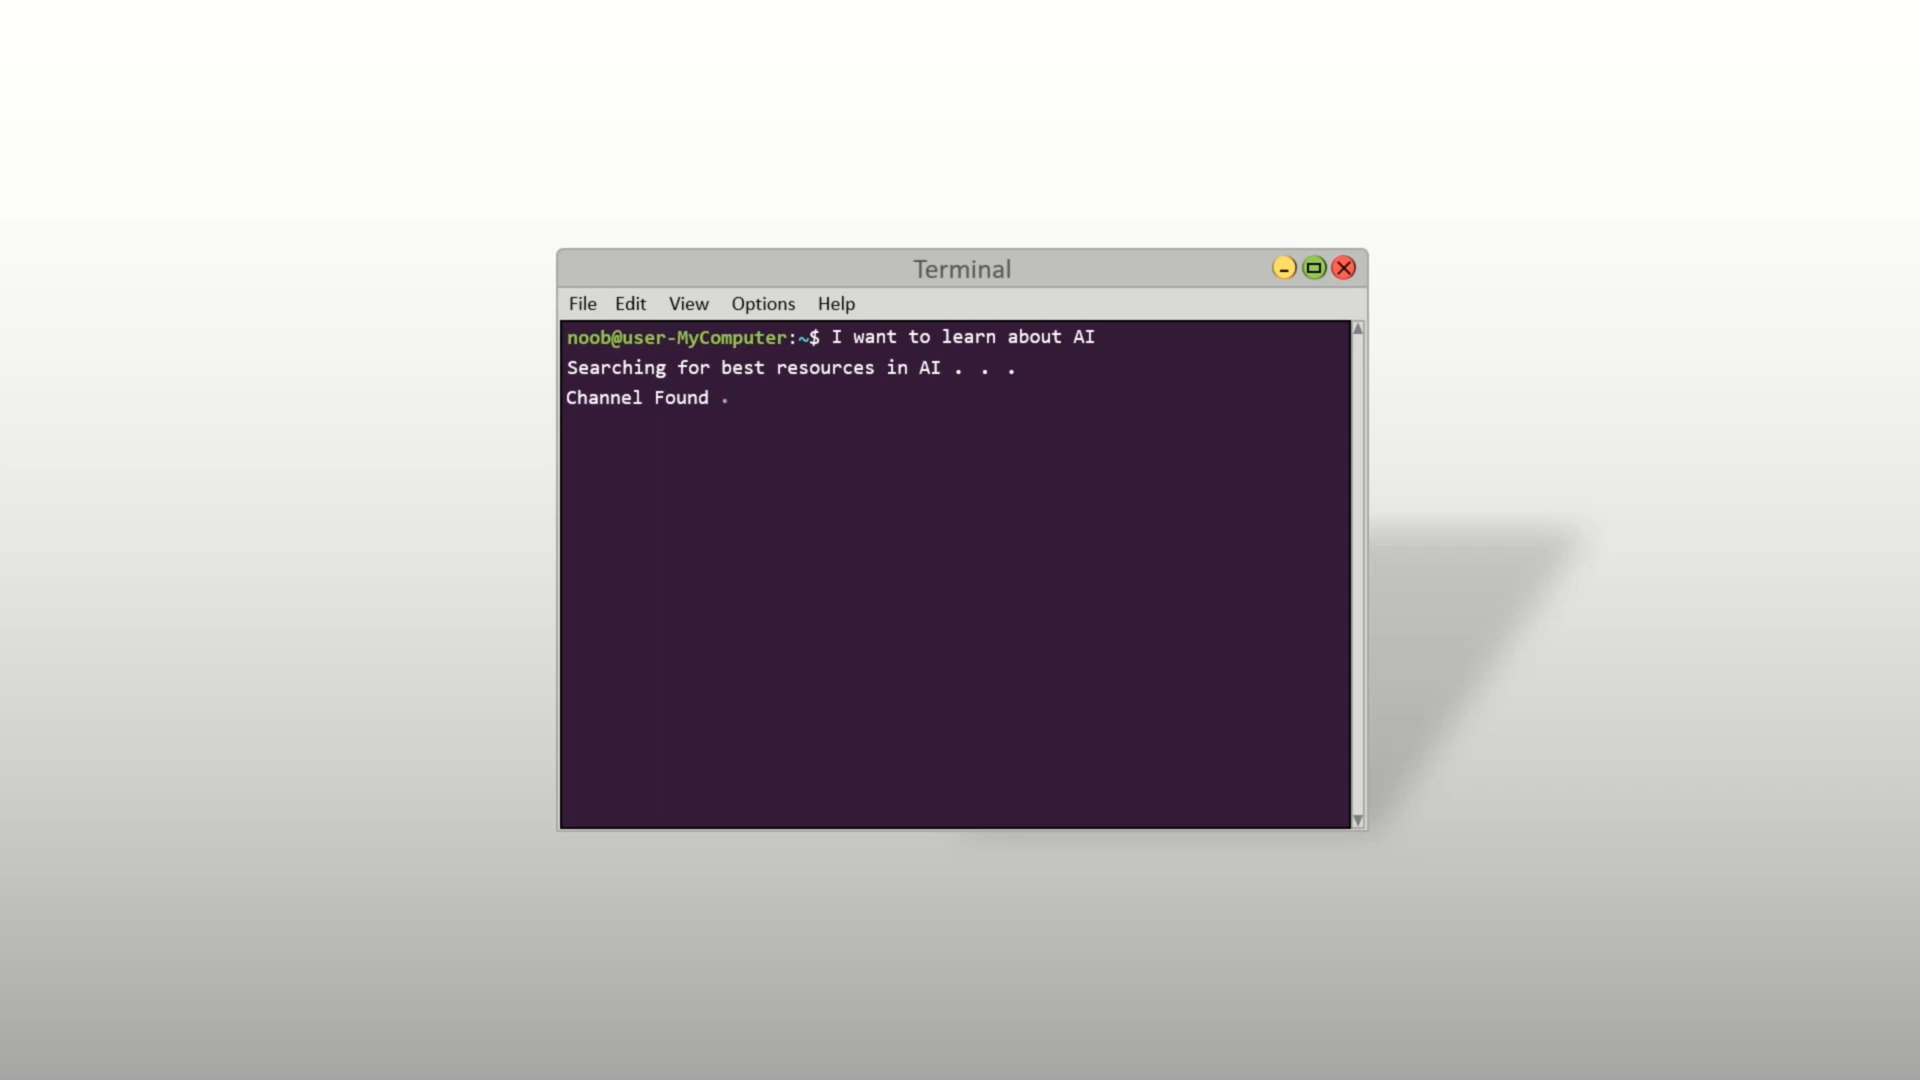 Terminal
File Edit View Options Help
noob@user-MyComputer:~$ I want to learn about AI
Searching for best resources in AI . . .
Channel Found .